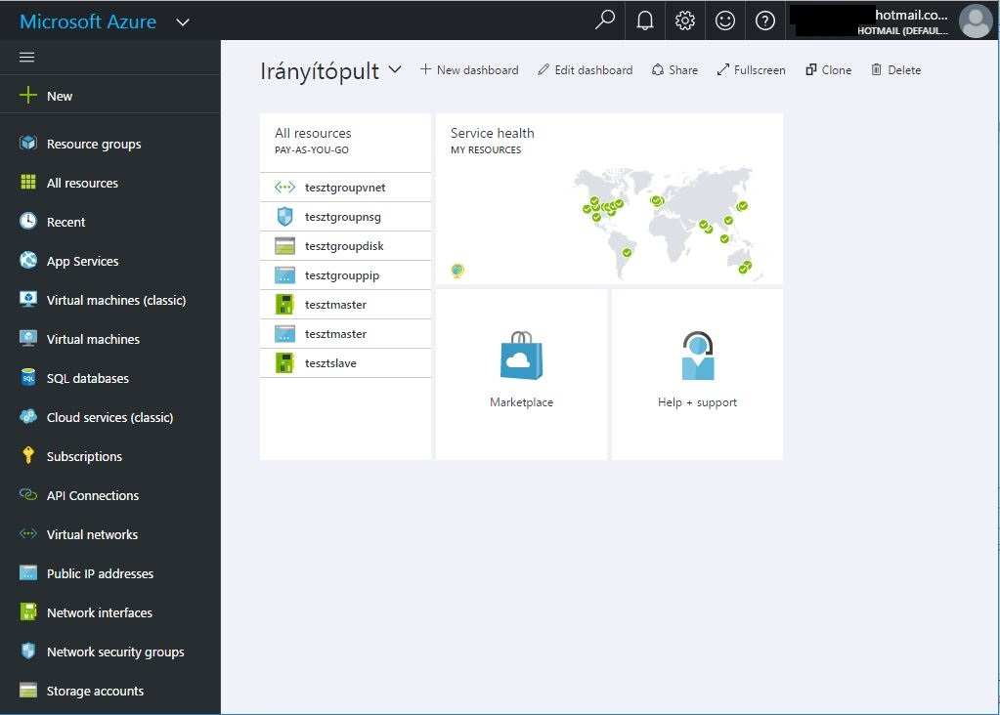 Microsoft Azure
hotmail.co...
HOTMAIL (DEFAUL...
New
Resource groups
All resources
Recent
App Services
Virtual machines (classic)
Virtual machines
SQL databases
Cloud services (classic)
Subscriptions
API Connections
Virtual networks
Public IP addresses
Network interfaces
Network security groups
Storage accounts
Irányítópult
New dashboard
Edit dashboard
Share
Fullscreen
Clone
Delete
All resources
PAY-AS-YOU-GO
tesztgroupvnet
tesztgroupnsg
tesztgroupdisk
tesztgrouppip
tesztmaster
tesztmaster
tesztslave
Service health
MY RESOURCES
Marketplace
Help + support